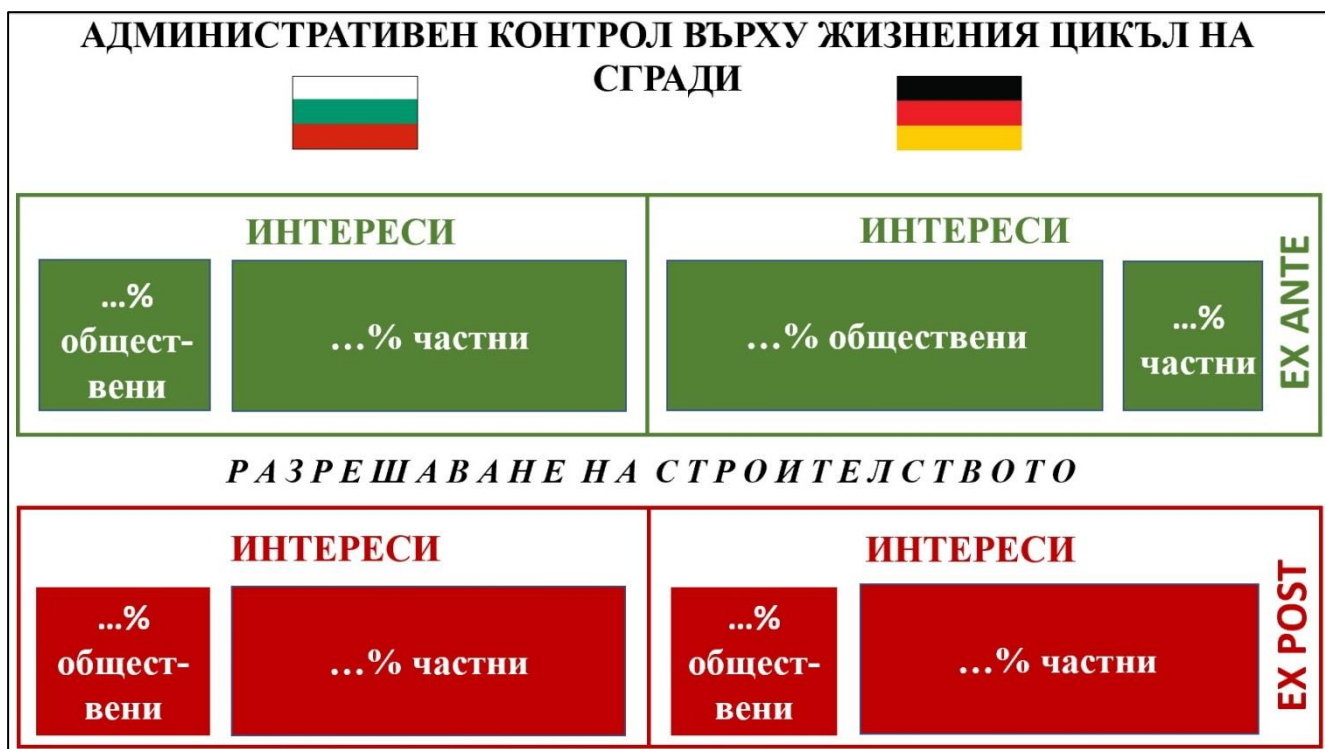 АДМИНИСТРАТИВЕН КОНТРОЛ ВЪРХУ ЖИЗНЕНИЯ ЦИКЪЛ НА
СГРАДИ
ИНТЕРЕСИ
...%
общест-
вени
...% частни
ИНТЕРЕСИ
...% обществени
...%
частни
EX ANTE
РАЗРЕШАВАНЕ НА СТРОИТЕЛСТВОТО
ИНТЕРЕСИ
...%
общест-
вени
...% частни
ИНТЕРЕСИ
...%
общест-
вени
...% частни
EX POST